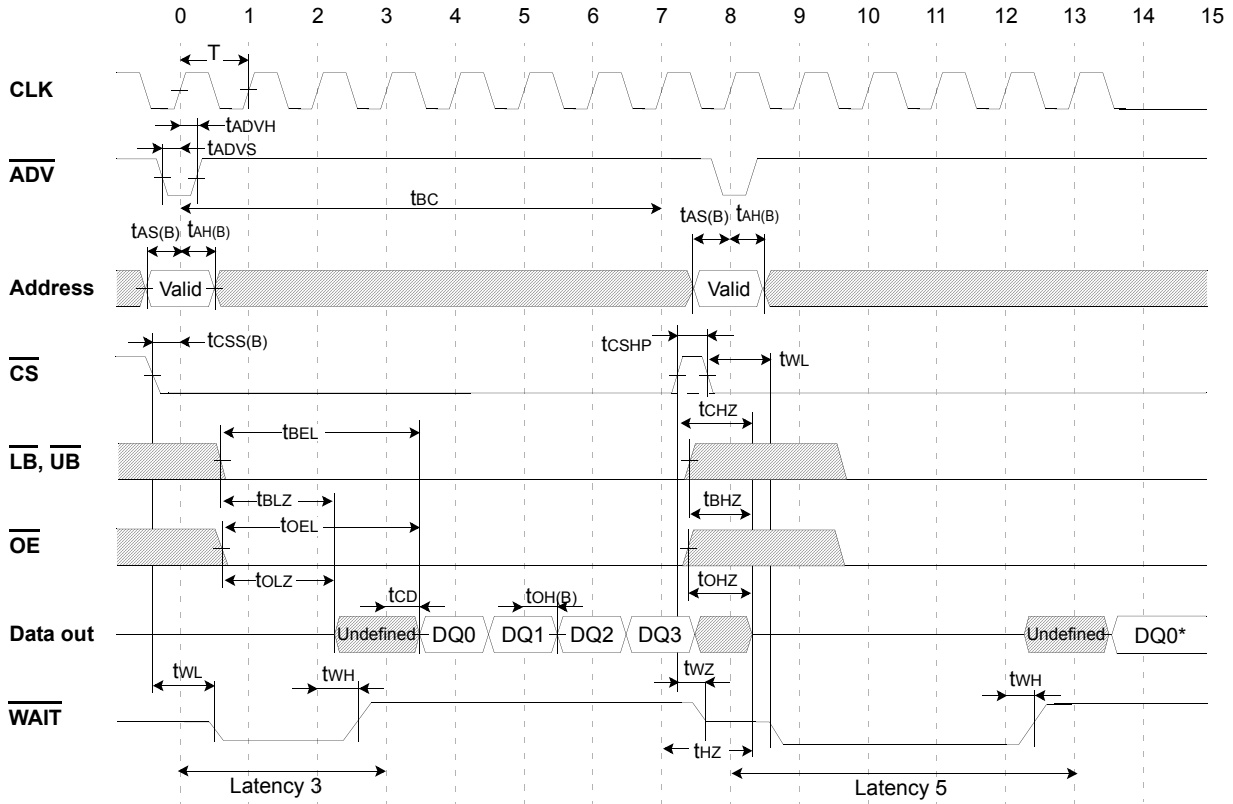 0 1 2 3 4 5 6 7 8 9 10 11 12 13 14 15
T
CLK
tADVH
tADVS
ADV
tBC
tAS(B) tAH(B) tAS(B) tAH(B)
Address Valid Valid
tCSS(B) tCSHP
CS tWL
tCHZ
tBEL
LB, UB
tBLZ tBHZ
tOEL
OE
tOLZ tOHZ
tCD tOH(B)
Data out Undefined DQ0 DQ1 DQ2 DQ3 Undefined DQ0*
tWL tWH tWZ tWH
WAIT
tHZ
Latency 3 Latency 5